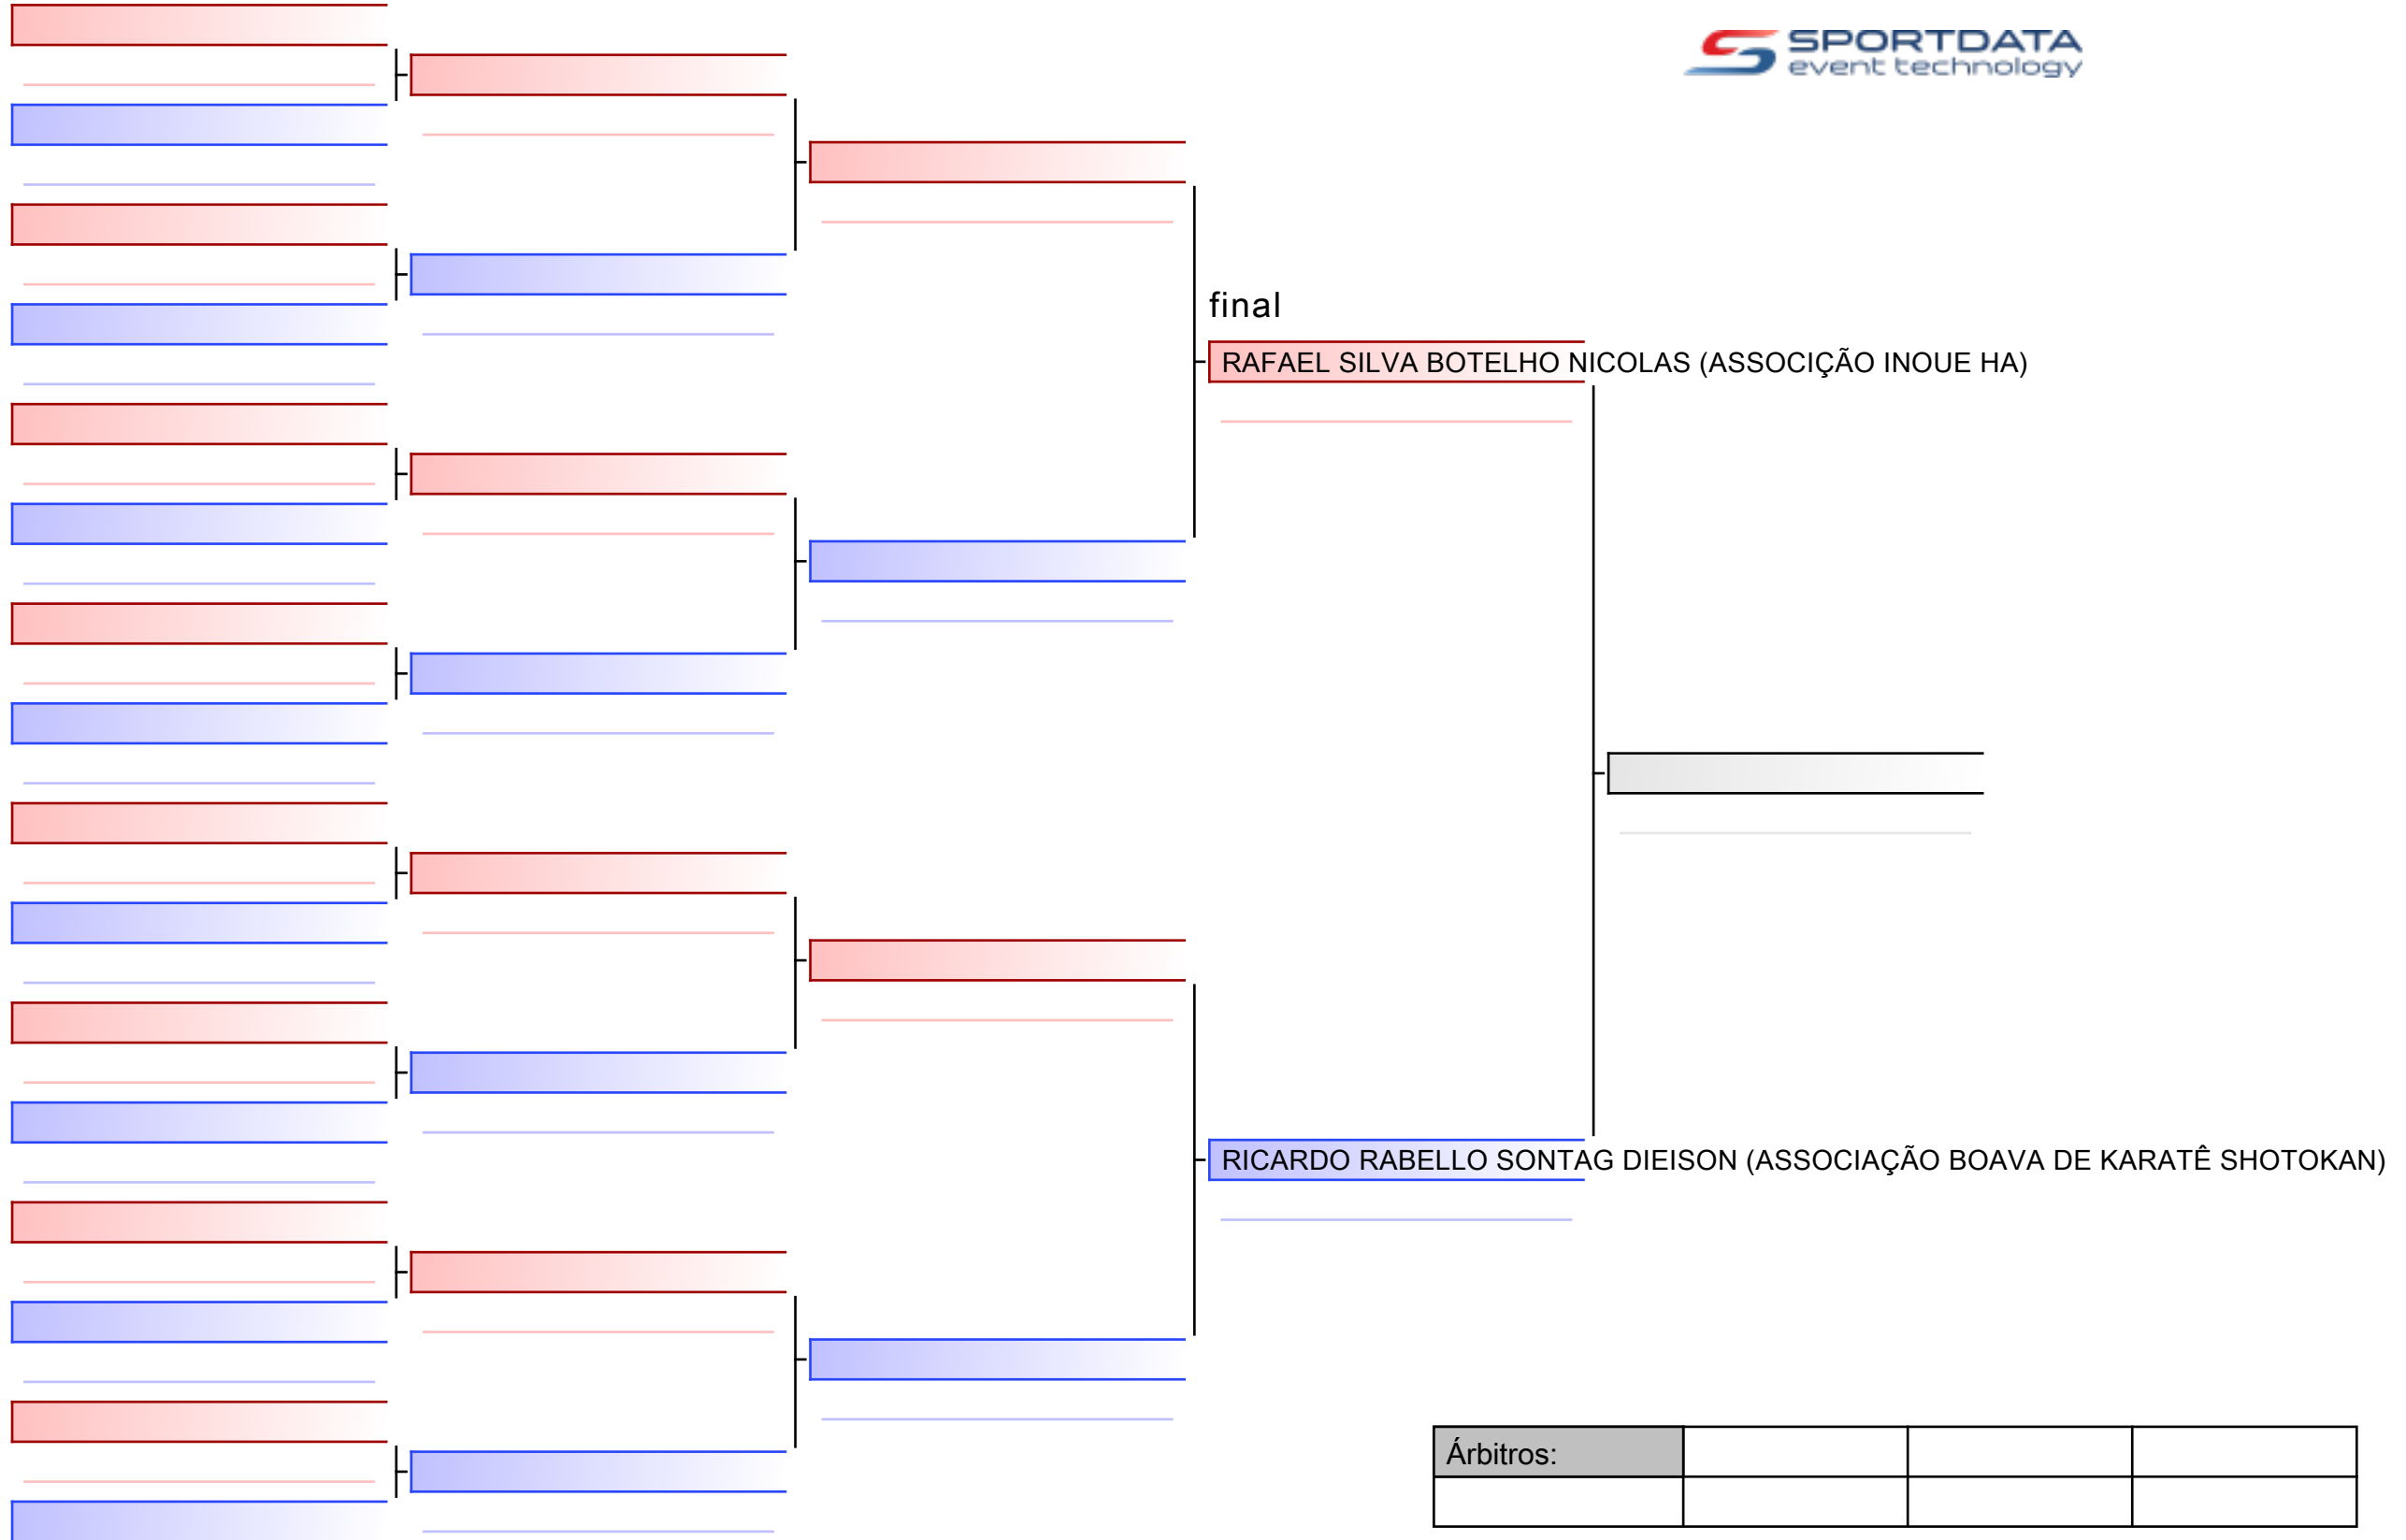 SPORTDATA
event technology
final
RAFAEL SILVA BOTELHO NICOLAS (ASSOCIÇÃO INOUE HA)
RICARDO RABELLO SONTAG DIEISON (ASSOCIAÇÃO BOAVA DE KARATÊ SHOTOKAN)
Árbitros: